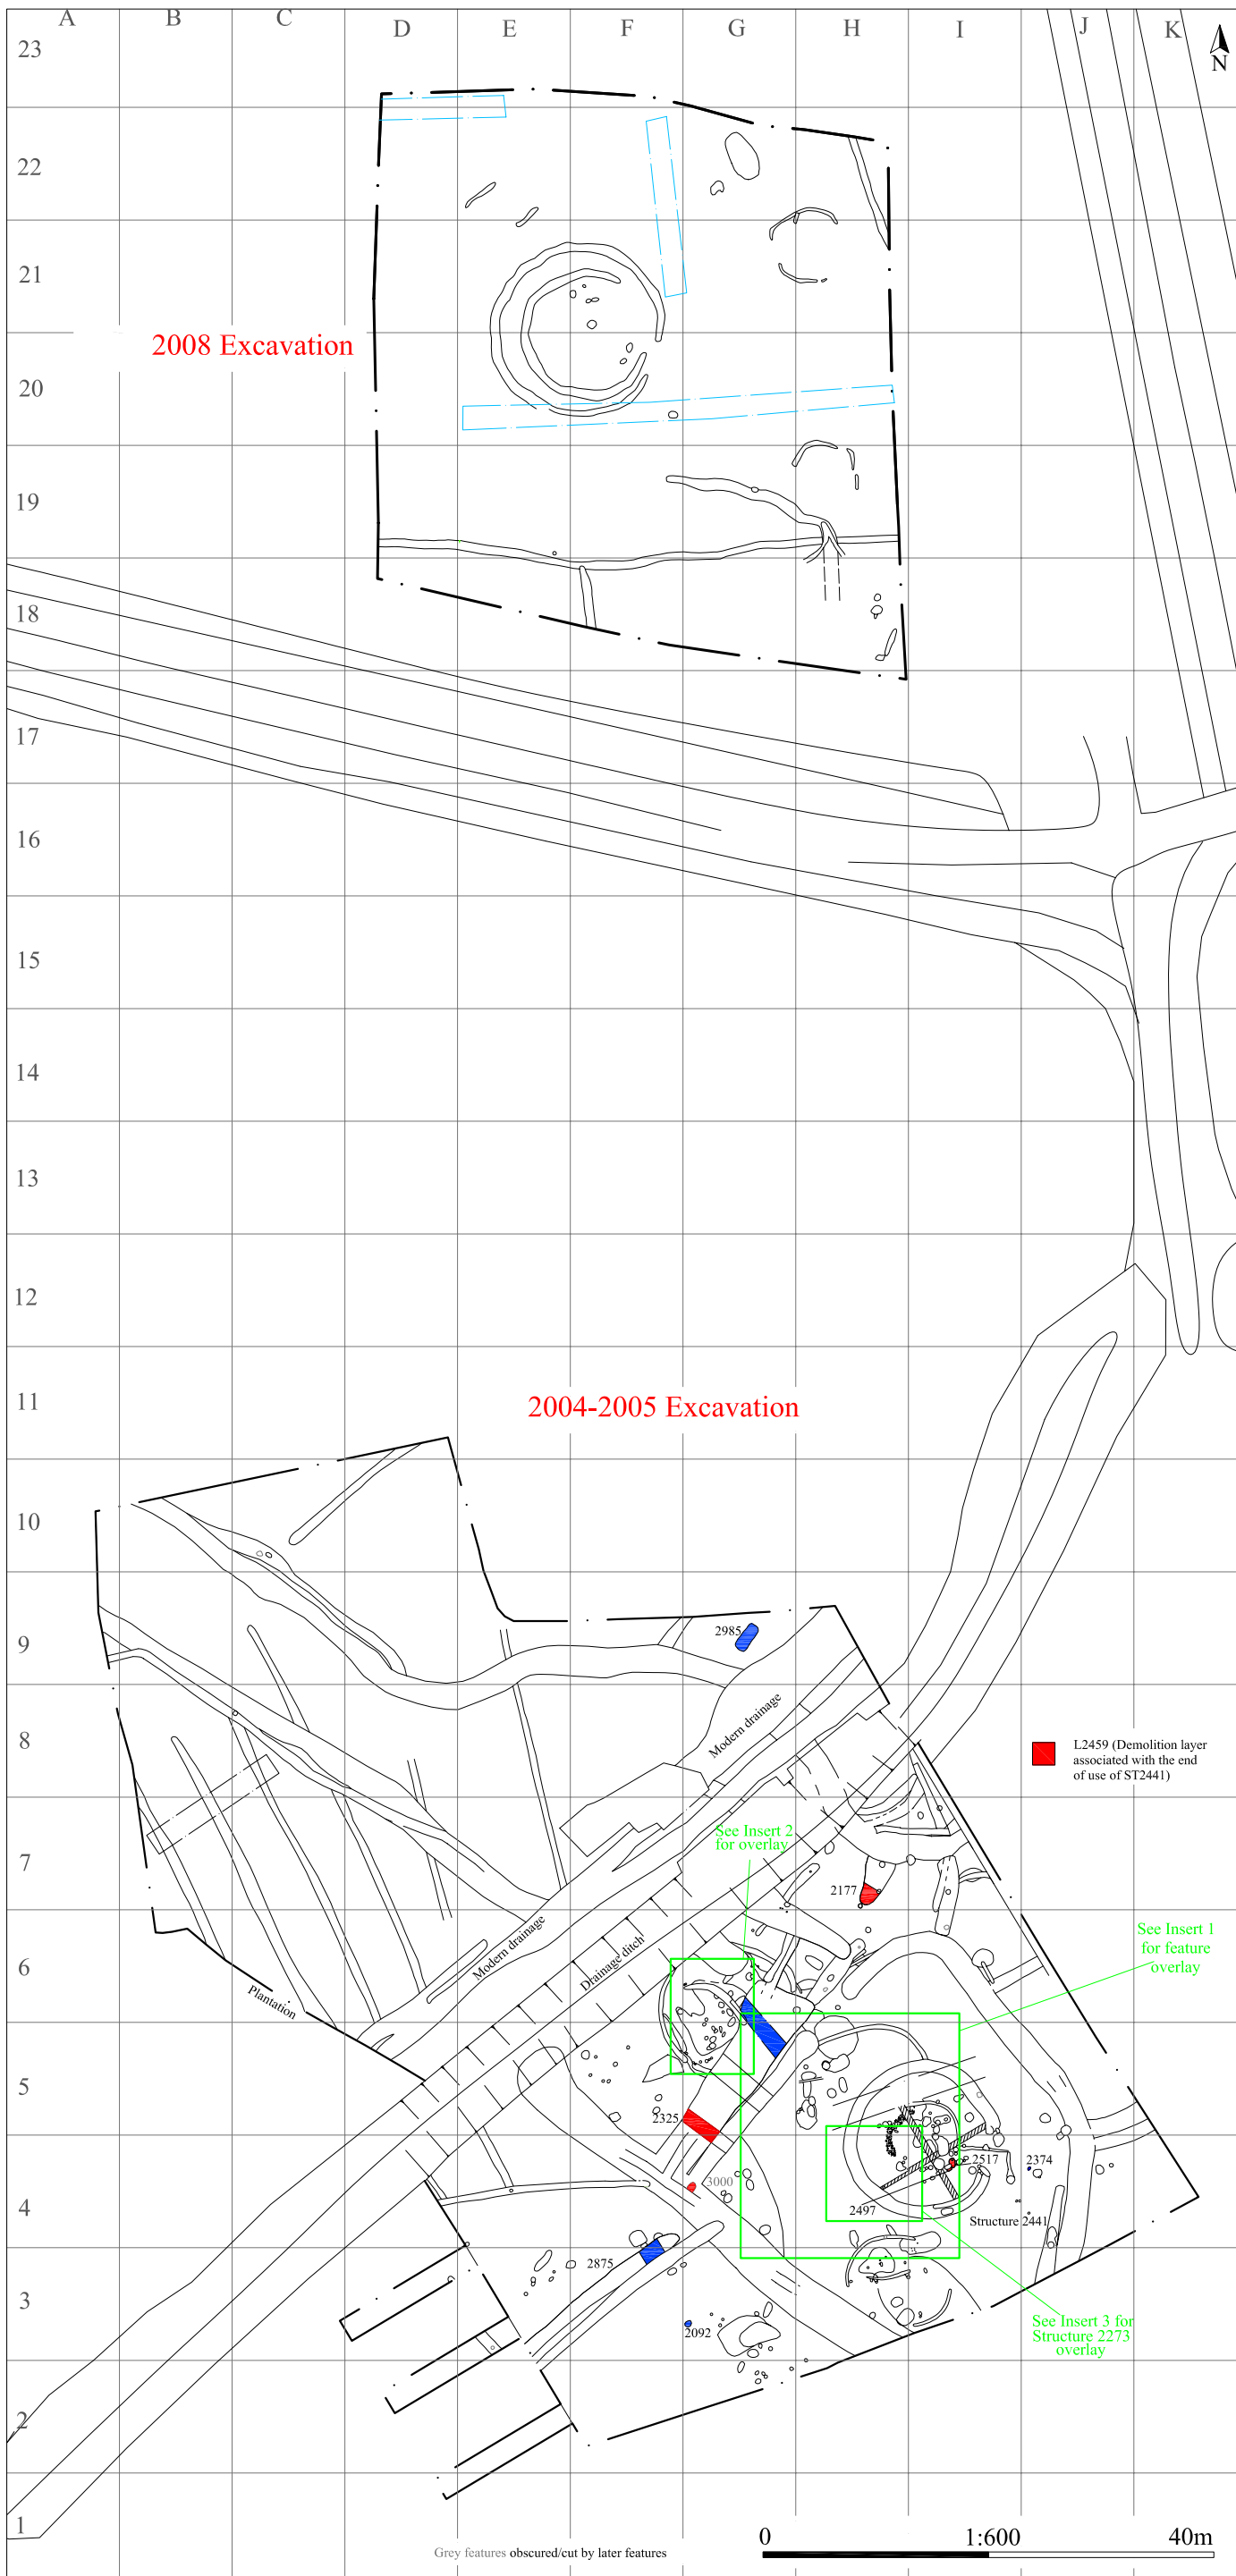 A B C D E F G H I J K
N
23
22
21
2008 Excavation
20
19
18
17
16
15
14
13
12
11
2004-2005 Excavation
10
9
2985
8
Modern drainage
L2459 (Demolition layer
associated with the end
of use of ST2441)
7
See Insert 2
for overlay
2177
6
Modern drainage
Drainage ditch
Plantation
See Insert 1
for feature
overlay
5
2325
4
3000
2517
2374
2497
Structure 2441
3
2875
2092
See Insert 3 for
Structure 2273
overlay
2
1
Grey features obscured/cut by later features
0 1:600 40m